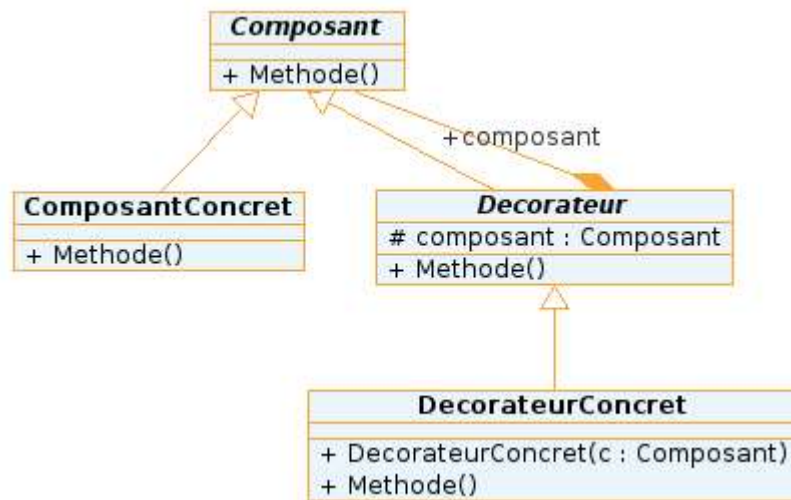 Composant
+ Methode()
+composant
ComposantConcret
+ Methode()
Decorateur
# composant : Composant
+ Methode()
DecorateurConcret
+ DecorateurConcret(c : Composant)
+ Methode()